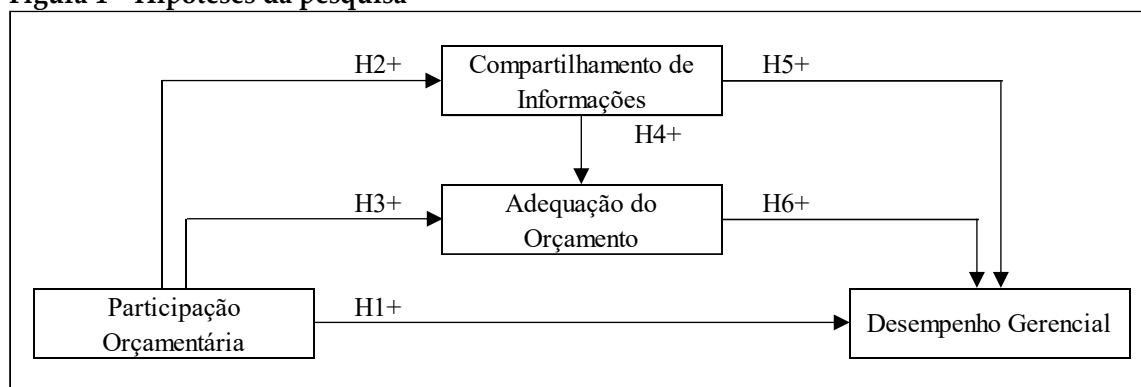 Figura 1 – Hipóteses da pesquisa
H2+
Compartilhamento de
Informações
H5+
H4+
H3+
Adequação do
Orçamento
H6+
Participação
Orçamentária
H1+
Desempenho Gerencial